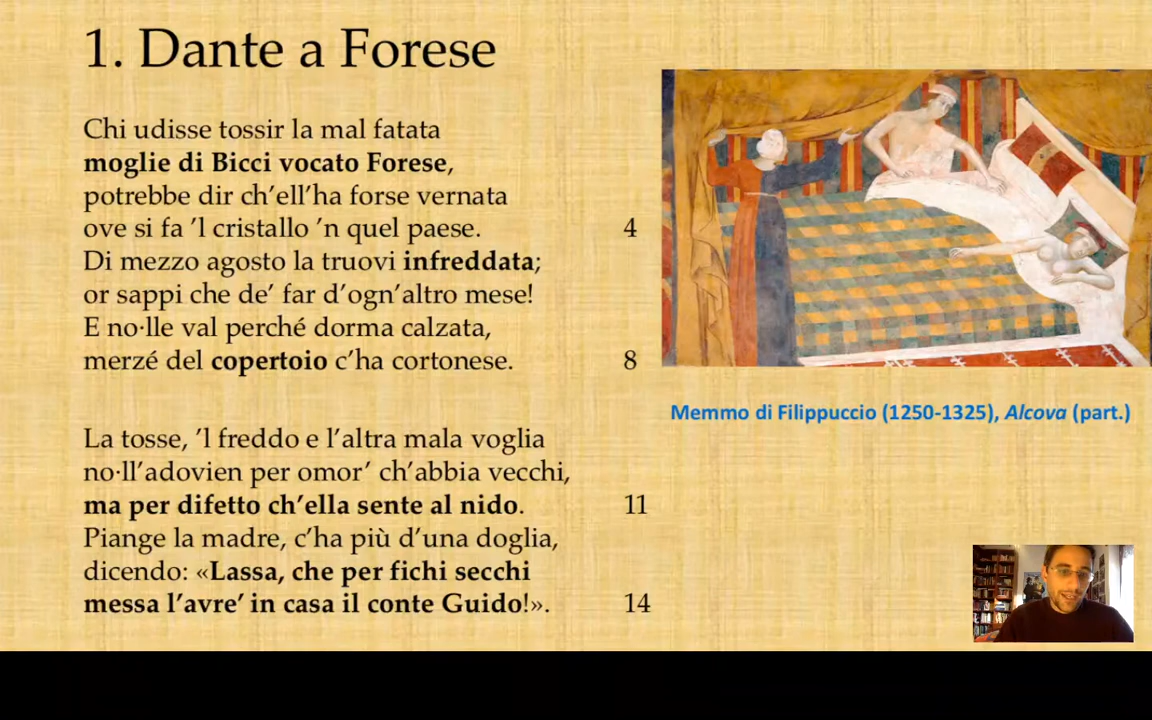 1. Dante a Forese
Chi udisse tossir la mal fatata
moglie di Bicci vocato Forese,
potrebbe dir ch'ell'ha forse vernata
ove si fa 'l cristallo 'n quel paese. 4
Di mezzo agosto la truovi infreddata;
or sappi che de' far d'ogn'altro mese!
E no·lle val perché dorma calzata,
merzé del copertoio c'ha cortonese. 8
La tosse, 'l freddo e l'altra mala voglia
no·ll'adovien per omor' ch'abbia vecchi,
ma per difetto ch'ella sente al nido. 11
Piange la madre, c'ha più d'una doglia,
dicendo: «Lassa, che per fichi secchi
messa l'avre' in casa il conte Guido!». 14
Memmo di Filippuccio (1250-1325), Alcova (part.)